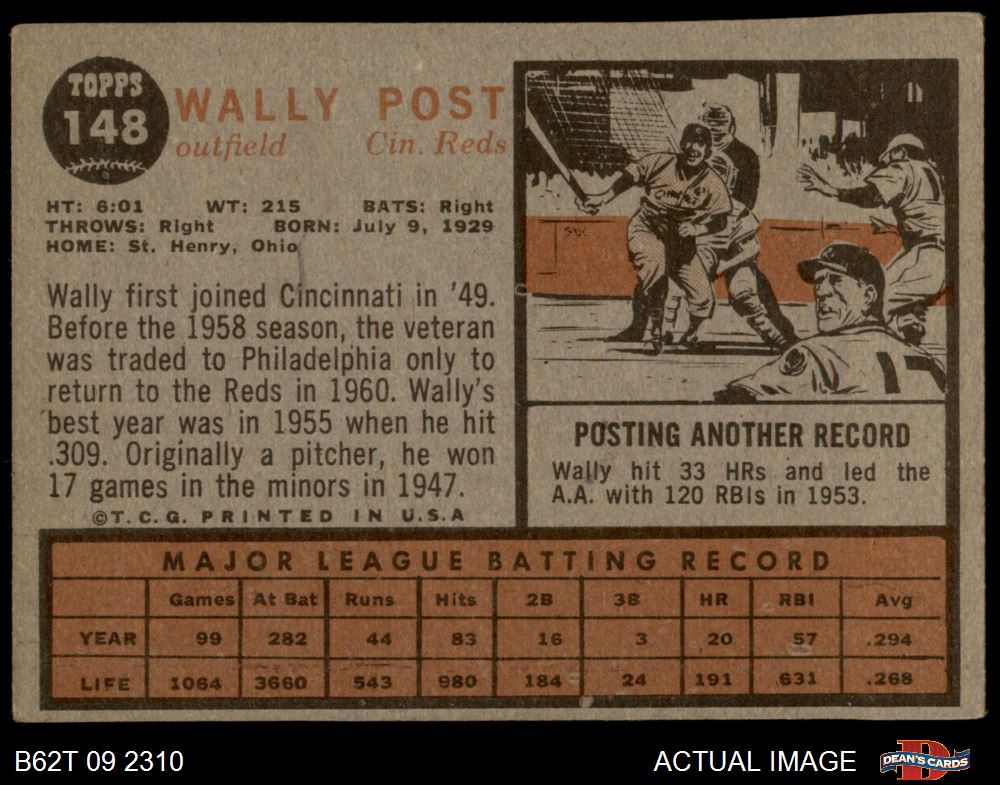 TOPPS
148
WALLY POST
outfield Cin. Reds
HT: 6:01 WT: 215 BATS: Right
THROWS: Right BORN: July 9, 1929
HOME: St. Henry, Ohio
Wally first joined Cincinnati in '49.
Before the 1958 season, the veteran
was traded to Philadelphia only to
return to the Reds in 1960. Wally's
best year was in 1955 when he hit
.309. Originally a pitcher, he won
17 games in the minors in 1947.
©T.C.G. PRINTED IN U.S.A
POSTING ANOTHER RECORD
Wally hit 33 HRs and led the
A.A. with 120 RBIs in 1953.
MAJOR LEAGUE BATTING RECORD
Games At Bat Runs Hits 2B 3B HR RBI Avg
YEAR 99 282 44 83 16 3 20 57 .294
LIFE 1064 3660 543 980 184 24 191 631 .268
B62T 09 2310 ACTUAL IMAGE DEAN'S CARDS